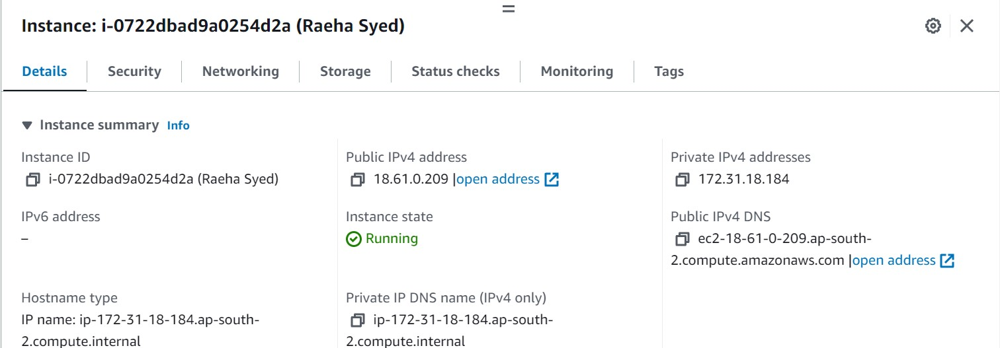 Instance: i-0722dbad9a0254d2a (Raeha Syed)
Details Security Networking Storage Status checks Monitoring Tags
Instance summary Info
Instance ID
i-0722dbad9a0254d2a (Raeha Syed)
Public IPv4 address
18.61.0.209 |open address
Private IPv4 addresses
172.31.18.184
IPv6 address
–
Instance state
Running
Public IPv4 DNS
ec2-18-61-0-209.ap-south-
2.compute.amazonaws.com |open address
Hostname type
IP name: ip-172-31-18-184.ap-south-
2.compute.internal
Private IP DNS name (IPv4 only)
ip-172-31-18-184.ap-south-
2.compute.internal